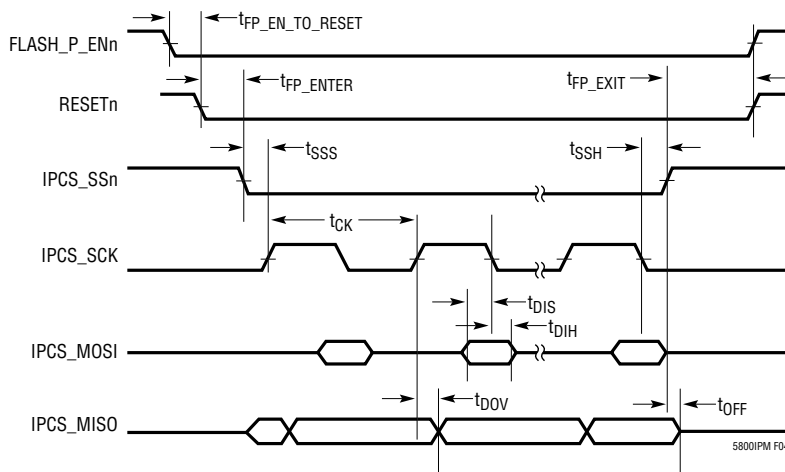 tFP_EN_TO_RESET
FLASH_P_ENn
tFP_ENTER
tFP_EXIT
RESETn
tSSS
tSSH
IPCS_SSn
tCK
IPCS_SCK
tDIS
tDIH
IPCS_MOSI
tDOV
tOFF
IPCS_MISO
5800IPM F04